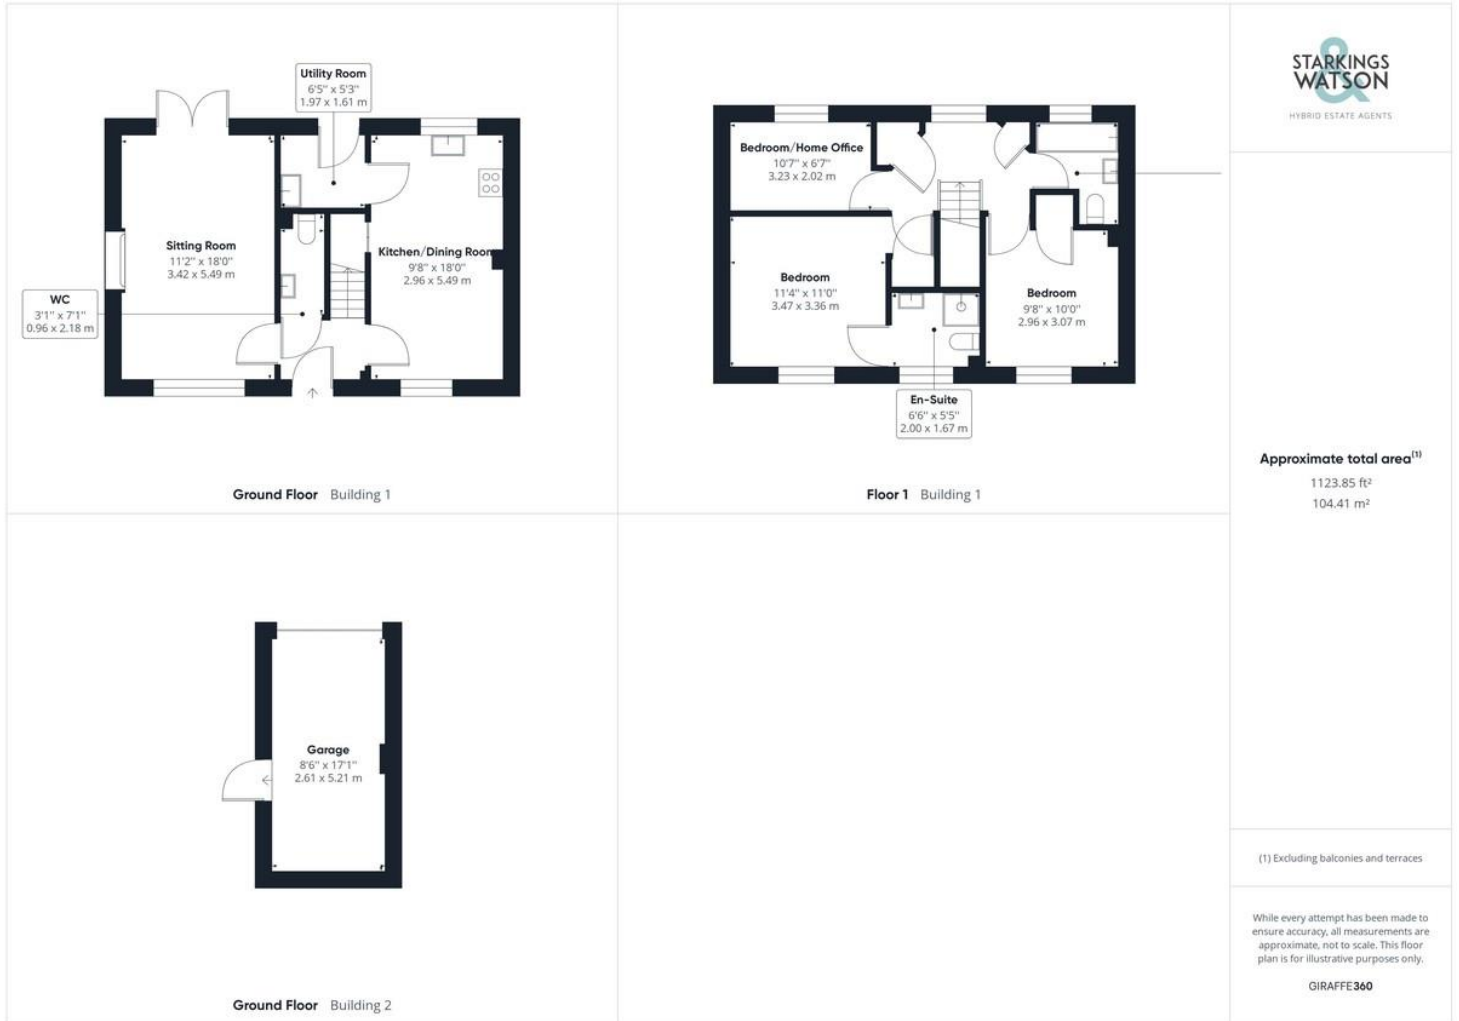 Utility Room
6'5" x 5'3"
1.97 x 1.61 m
Sitting Room
11'2" x 18'0"
3.42 x 5.49 m
Kitchen/Dining Room
9'8" x 18'0"
2.96 x 5.49 m
WC
3'1" x 7'1"
0.96 x 2.18 m
Ground Floor Building 1
Bedroom/Home Office
10'7" x 6'7"
3.23 x 2.02 m
Bedroom
11'4" x 11'0"
3.47 x 3.36 m
Bedroom
9'8" x 10'0"
2.96 x 3.07 m
En-Suite
6'6" x 5'5"
2.00 x 1.67 m
Floor 1 Building 1
Garage
8'6" x 17'1"
2.61 x 5.21 m
Ground Floor Building 2
STARKINGS
&
WATSON
HYBRID ESTATE AGENTS
Approximate total area(1)
1123.85 ft²
104.41 m²
(1) Excluding balconies and terraces
While every attempt has been made to
ensure accuracy, all measurements are
approximate, not to scale. This floor
plan is for illustrative purposes only.
GIRAFFE360